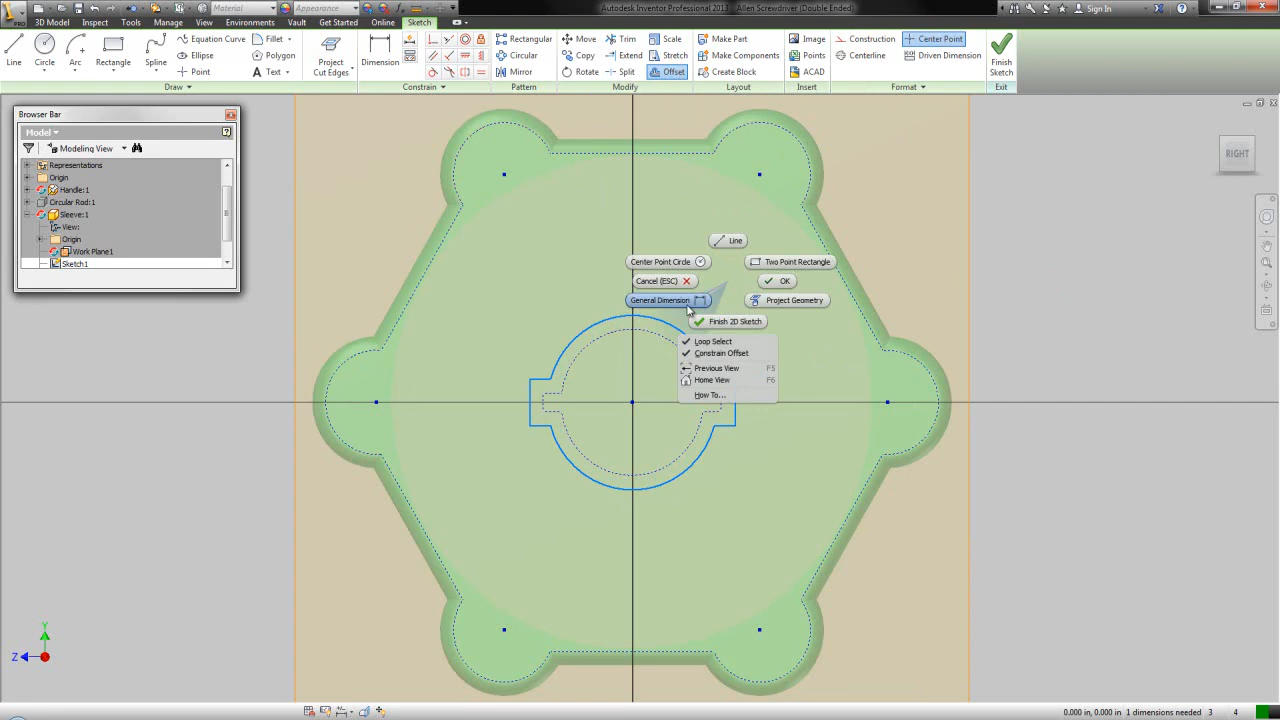 PRO
Material
Appearance
Autodesk Inventor Professional 2013 - Allen Screwdriver (Double Ended)
Sign In
3D Model Inspect Tools Manage View Environments Vault Get Started Online Sketch
Line
Circle
Arc
Rectangle
Spline
Equation Curve
Ellipse
Point
Fillet
Polygon
Text
Project
Cut Edges
Dimension
Rectangular
Circular
Mirror
Move
Copy
Rotate
Trim
Extend
Split
Scale
Stretch
Offset
Make Part
Make Components
Create Block
Image
Points
ACAD
Construction
Centerline
Center Point
Driven Dimension
Finish
Sketch
Draw
Constrain
Pattern
Modify
Layout
Insert
Format
Exit
Browser Bar
Model
Modeling View
Representations
Origin
Handle:1
Circular Rod:1
Sleeve:1
View:
Origin
Work Plane1
Sketch1
RIGHT
Line
Center Point Circle
Two Point Rectangle
Cancel (ESC)
OK
General Dimension
Project Geometry
Finish 2D Sketch
Loop Select
Constrain Offset
Previous View F5
Home View F6
How To...
Y
Z
0.000 in, 0.000 in 1 dimensions needed 3 4